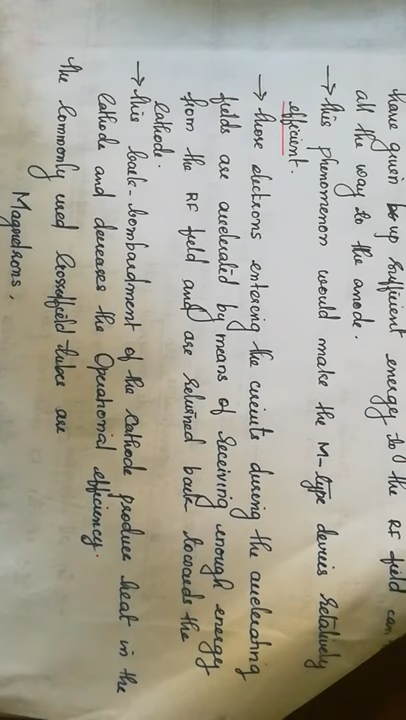 have given up sufficient energy to the RF field can
all the way to the anode.
→ this phenomenon would make the M-type devices relatively
efficient.
→ those electrons entering the circuits during the accelerating
fields are accelerated by means of receiving enough energy
from the RF field and are returned back towards the
Cathode.
→ this back-bombardment of the Cathode produce heat in the
Cathode and decreases the Operational efficiency.
The Commonly used Crossfield tubes are
Magnetrons,